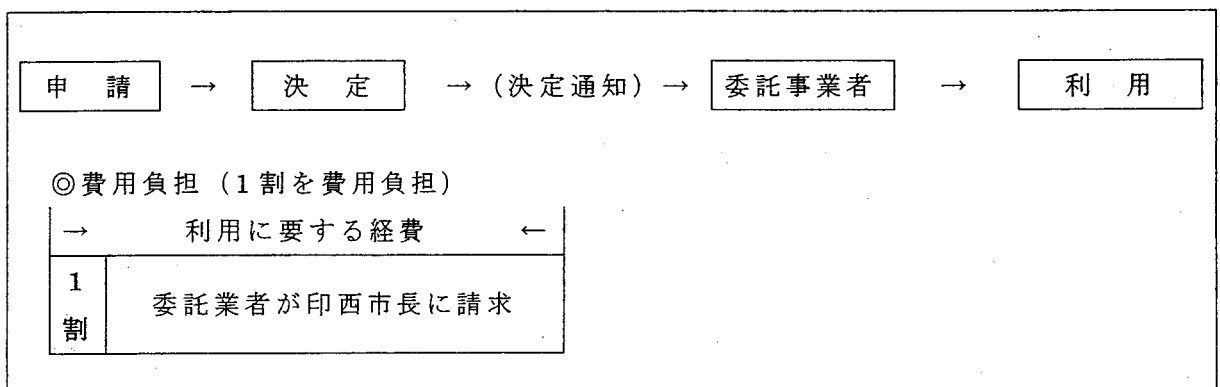 申　請 → 決　定 → （決定通知） → 委託事業者 → 利　用
◎費用負担（１割を費用負担）
→ 利用に要する経費 ←
１割
委託業者が印西市長に請求